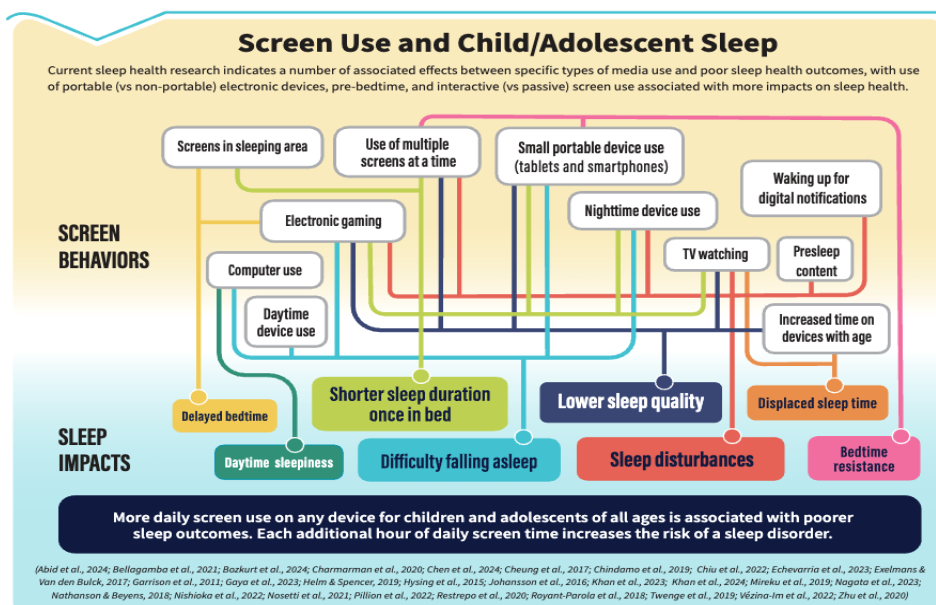 Screen Use and Child/Adolescent Sleep
Current sleep health research indicates a number of associated effects between specific types of media use and poor sleep health outcomes, with use
of portable (vs non-portable) electronic devices, pre-bedtime, and interactive (vs passive) screen use associated with more impacts on sleep health.
Screens in sleeping area
Use of multiple
screens at a time
Small portable device use
(tablets and smartphones)
Waking up for
digital notifications
Electronic gaming
Nighttime device use
SCREEN
BEHAVIORS
TV watching
Presleep
content
Computer use
Daytime
device use
Increased time on
devices with age
Delayed bedtime
Shorter sleep duration
once in bed
Lower sleep quality
Displaced sleep time
SLEEP
IMPACTS
Daytime sleepiness
Difficulty falling asleep
Sleep disturbances
Bedtime
resistance
More daily screen use on any device for children and adolescents of all ages is associated with poorer
sleep outcomes. Each additional hour of daily screen time increases the risk of a sleep disorder.
(Abid et al., 2024; Bellagamba et al., 2021; Bozkurt et al., 2024; Charmarman et al., 2020; Chen et al., 2024; Cheung et al., 2017; Chindamo et al., 2019; Chiu et al., 2022; Echevarria et al., 2023; Exelmans &
Van den Bulck, 2017; Garrison et al., 2011; Gaya et al., 2023; Helm & Spencer, 2019; Hysing et al., 2015; Johansson et al., 2016; Khan et al., 2023; Khan et al., 2024; Mireku et al., 2019; Nagata et al., 2023;
Nathanson & Beyens, 2018; Nishioka et al., 2022; Nosetti et al., 2021; Pillion et al., 2022; Restrepo et al., 2020; Royant-Parola et al., 2018; Twenge et al., 2019; Vézina-Im et al., 2022; Zhu et al., 2020)